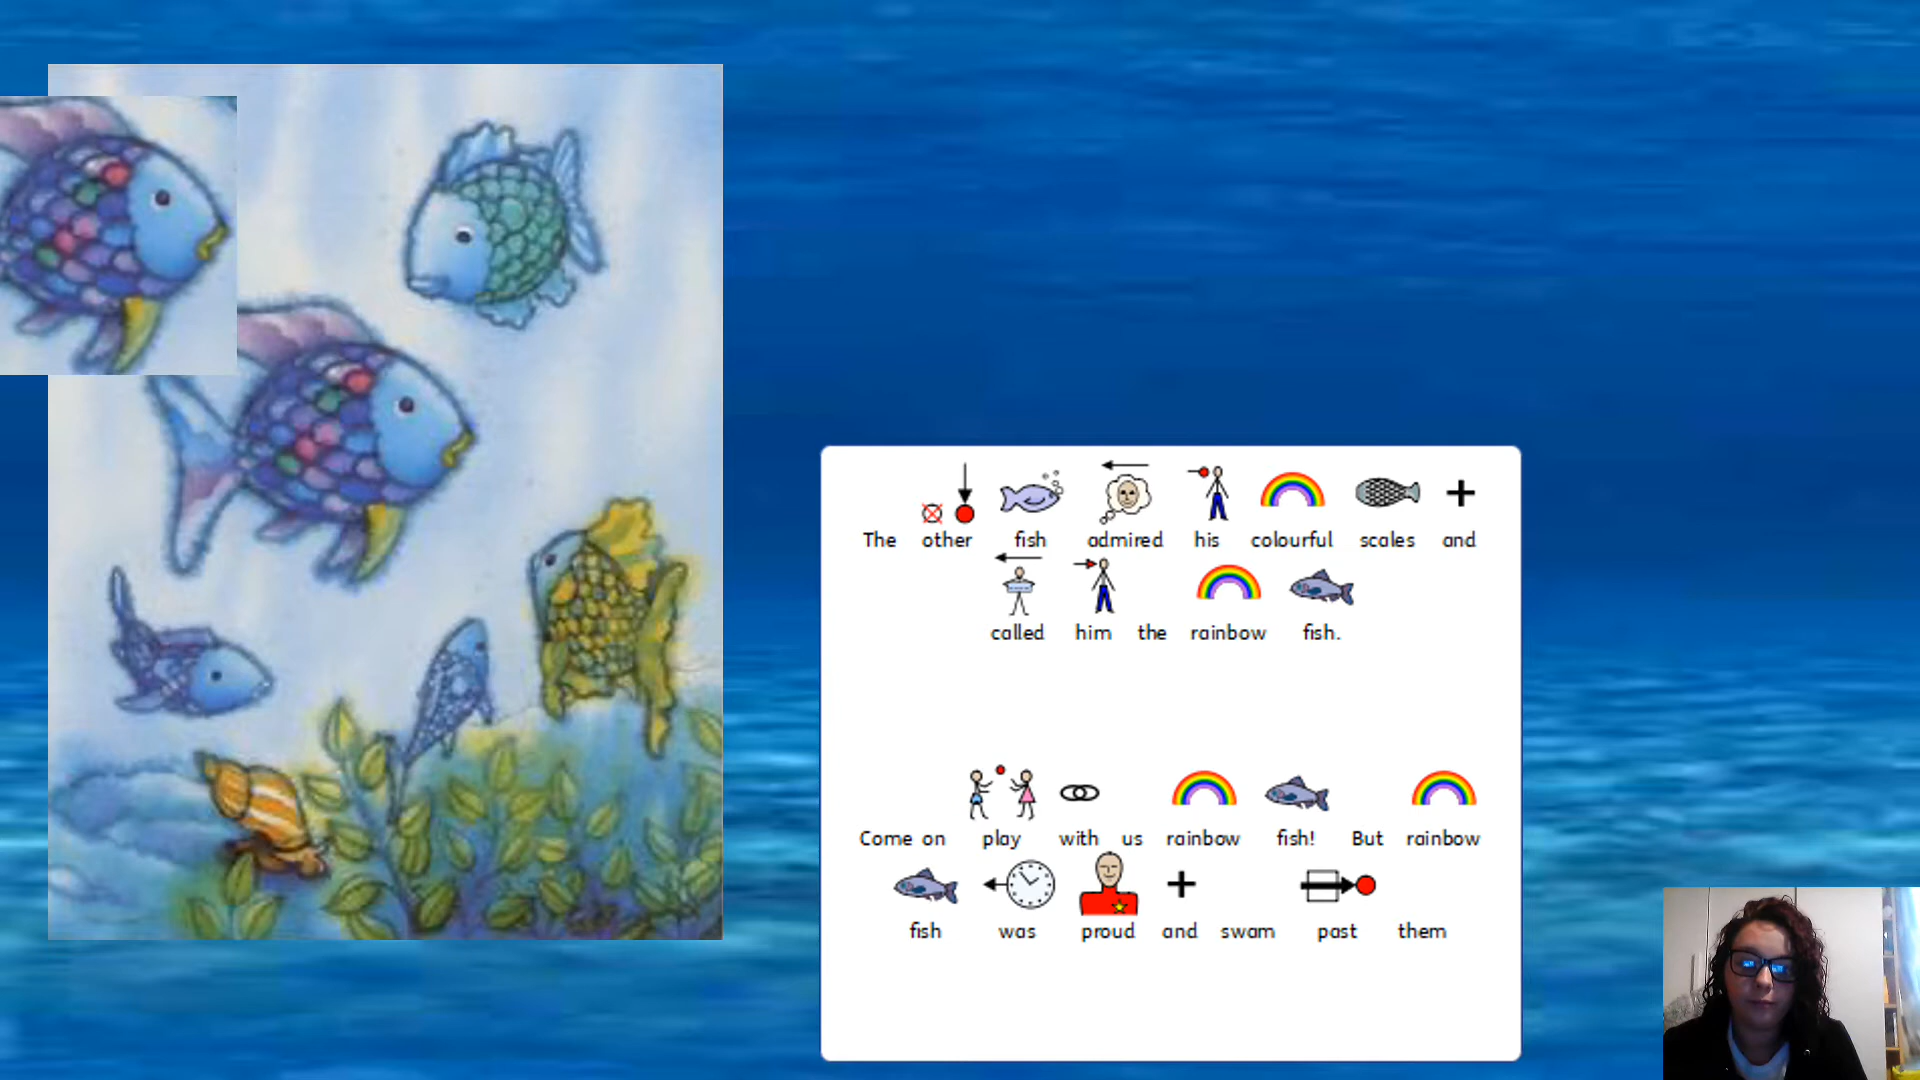 The other fish admired his colourful scales and
called him the rainbow fish.
Come on play with us rainbow fish! But rainbow
fish was proud and swam past them